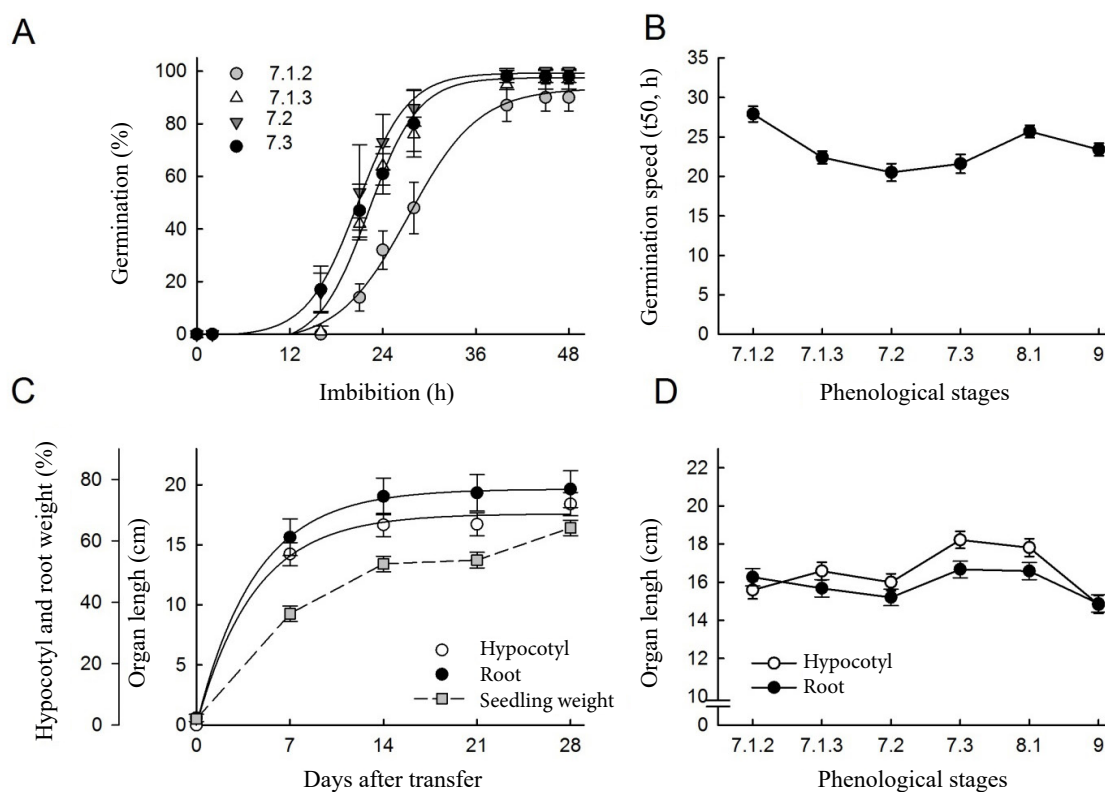 A
Germination (%)
100
80
60
40
20
0
7.1.2
7.1.3
7.2
7.3
0 12 24 36 48
Imbibition (h)
B
Germination speed (t50, h)
35
30
25
20
15
10
5
0
7.1.2 7.1.3 7.2 7.3 8.1 9
Phenological stages
C
Hypocotyl and root weight (%)
80
60
40
20
0
Organ lengh (cm)
20
15
10
5
0
Hypocotyl
Root
Seedling weight
0 7 14 21 28
Days after transfer
D
Organ lengh (cm)
22
20
18
16
14
12
10
0
Hypocotyl
Root
7.1.2 7.1.3 7.2 7.3 8.1 9
Phenological stages